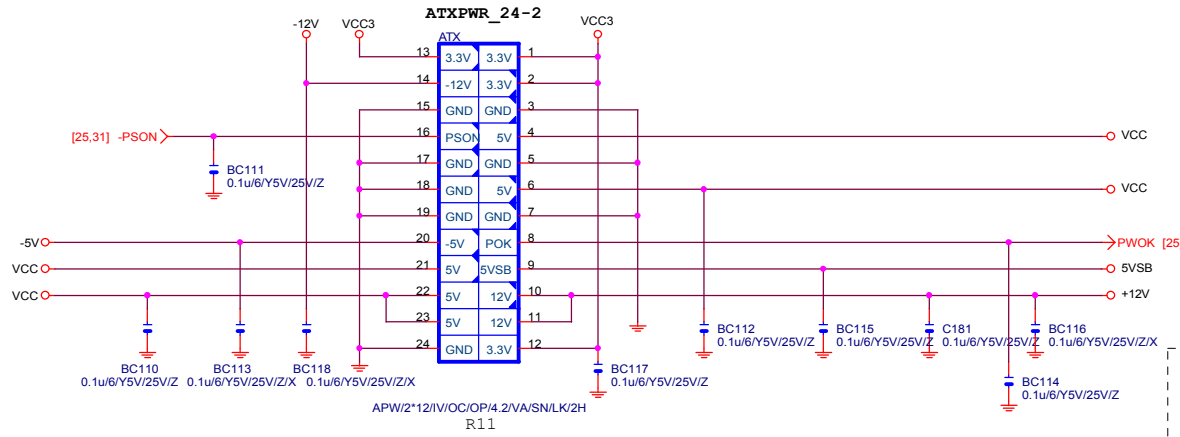 ATXPWR_24-2
-12V VCC3 VCC3
ATX
13 3.3V 3.3V 1
14 -12V 3.3V 2
15 GND GND 3
[25,31] -PSON 16 PSON 5V 4 VCC
17 GND GND 5
BC111
0.1u/6/Y5V/25V/Z
18 GND 5V 6 VCC
19 GND GND 7
-5V 20 -5V POK 8 PWOK [25
VCC 21 5V 5VSB 9 5VSB
VCC 22 5V 12V 10 +12V
23 5V 12V 11
24 GND 3.3V 12
BC112
0.1u/6/Y5V/25V/Z
BC115
0.1u/6/Y5V/25V/Z
C181
0.1u/6/Y5V/25V/Z
BC116
0.1u/6/Y5V/25V/Z/X
BC110
0.1u/6/Y5V/25V/Z
BC113
0.1u/6/Y5V/25V/Z/X
BC118
0.1u/6/Y5V/25V/Z/X
BC117
0.1u/6/Y5V/25V/Z
BC114
0.1u/6/Y5V/25V/Z
APW/2*12/IV/OC/OP/4.2/VA/SN/LK/2H
R11